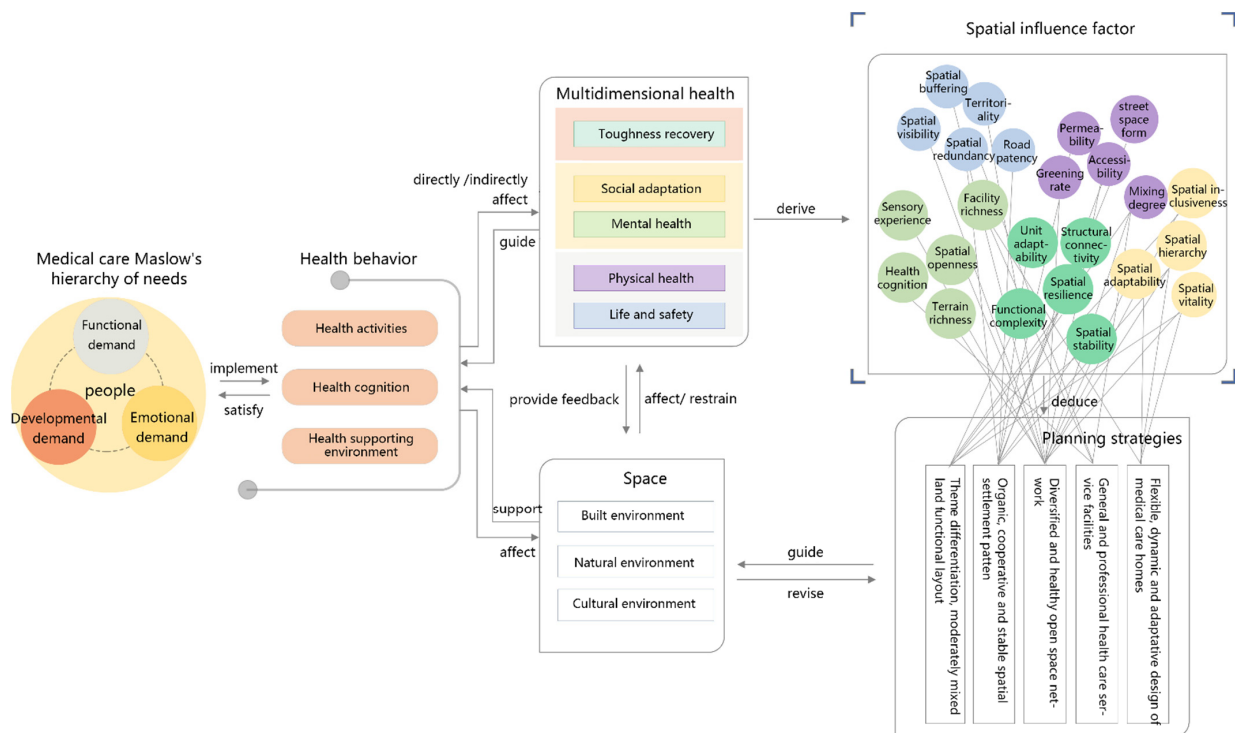 Medical care Maslow's
hierarchy of needs
Functional
demand
people
Developmental
demand
Emotional
demand
implement
satisfy
Health behavior
Health activities
Health cognition
Health supporting
environment
directly /indirectly
affect
guide
support
affect
Multidimensional health
Toughness recovery
Social adaptation
Mental health
Physical health
Life and safety
provide feedback
affect/ restrain
Space
Built environment
Natural environment
Cultural environment
derive
guide
revise
Spatial influence factor
Spatial
buffering
Territori-
ality
Spatial
visibility
Spatial
redundancy
Road
patency
street
space
form
Permea-
bility
Accessi-
bility
Greening
rate
Mixing
degree
Spatial in-
clusiveness
Sensory
experience
Facility
richness
Unit
adapt-
ability
Structural
connec-
tivity
Spatial
hierarchy
Spatial
openness
Health
cognition
Spatial
resilience
Spatial
adaptability
Spatial
vitality
Terrain
richness
Functional
complexity
Spatial
stability
deduce
Planning strategies
Theme differentiation, moderately mixed
land functional layout
Organic, cooperative and stable spatial
settlement patten
Diversified and healthy open space net-
work
General and professional health care ser-
vice facilities
Flexible, dynamic and adaptative design of
medical care homes